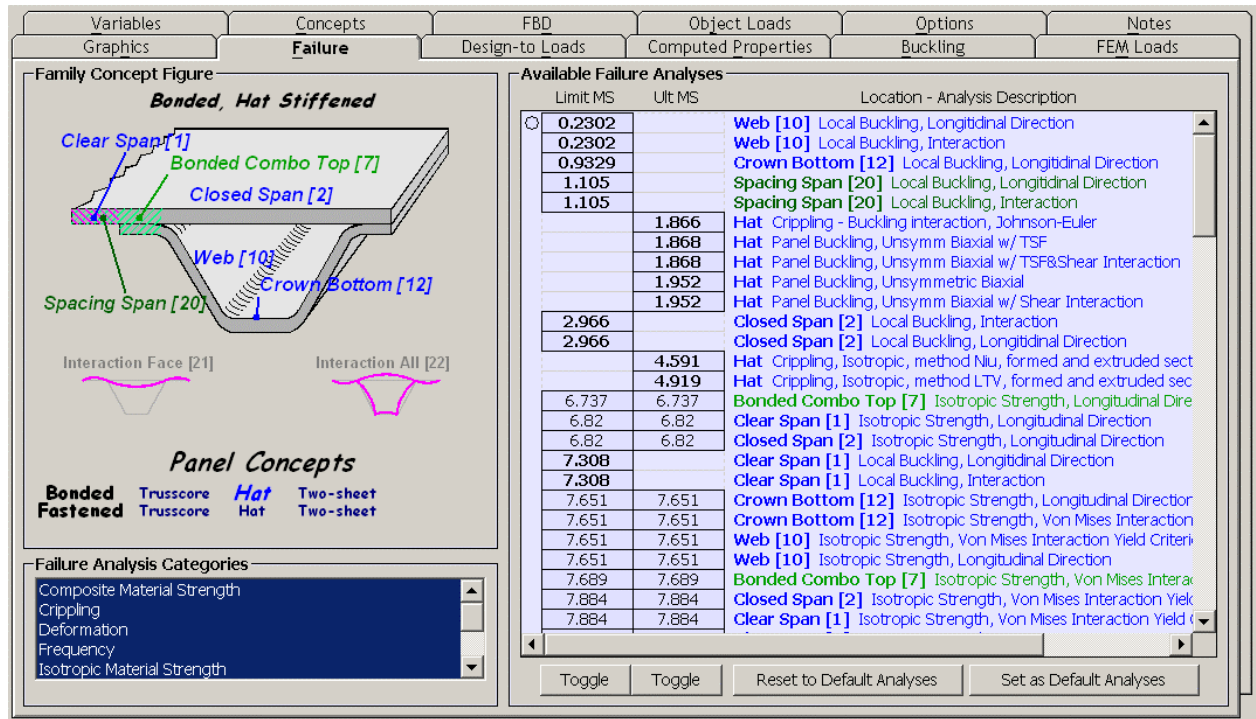 Variables Concepts FBD Object Loads Options Notes
Graphics Failure Design-to Loads Computed Properties Buckling FEM Loads
Family Concept Figure
Bonded, Hat Stiffened
Clear Span [1]
Bonded Combo Top [7]
Closed Span [2]
Web [10]
Crown Bottom [12]
Spacing Span [20]
Interaction Face [21] Interaction All [22]
Panel Concepts
Bonded Trusscore Hat Two-sheet
Fastened Trusscore Hat Two-sheet
Failure Analysis Categories
Composite Material Strength
Crippling
Deformation
Frequency
Isotropic Material Strength
Available Failure Analyses
Limit MS Ult MS Location - Analysis Description
0.2302 Web [10] Local Buckling, Longitidinal Direction
0.2302 Web [10] Local Buckling, Interaction
0.9329 Crown Bottom [12] Local Buckling, Longitidinal Direction
1.105 Spacing Span [20] Local Buckling, Longitidinal Direction
1.105 Spacing Span [20] Local Buckling, Interaction
1.866 Hat Crippling - Buckling interaction, Johnson-Euler
1.868 Hat Panel Buckling, Unsymm Biaxial w/ TSF
1.868 Hat Panel Buckling, Unsymm Biaxial w/ TSF&Shear Interaction
1.952 Hat Panel Buckling, Unsymmetric Biaxial
1.952 Hat Panel Buckling, Unsymm Biaxial w/ Shear Interaction
2.966 Closed Span [2] Local Buckling, Interaction
2.966 Closed Span [2] Local Buckling, Longitidinal Direction
4.591 Hat Crippling, Isotropic, method Niu, formed and extruded sect
4.919 Hat Crippling, Isotropic, method LTV, formed and extruded sec
6.737 6.737 Bonded Combo Top [7] Isotropic Strength, Longitudinal Dire
6.82 6.82 Clear Span [1] Isotropic Strength, Longitudinal Direction
6.82 6.82 Closed Span [2] Isotropic Strength, Longitudinal Direction
7.308 Clear Span [1] Local Buckling, Longitidinal Direction
7.308 Clear Span [1] Local Buckling, Interaction
7.651 7.651 Crown Bottom [12] Isotropic Strength, Longitudinal Direction
7.651 7.651 Crown Bottom [12] Isotropic Strength, Von Mises Interaction
7.651 7.651 Web [10] Isotropic Strength, Von Mises Interaction Yield Criteri
7.651 7.651 Web [10] Isotropic Strength, Longitudinal Direction
7.689 7.689 Bonded Combo Top [7] Isotropic Strength, Von Mises Interac
7.884 7.884 Closed Span [2] Isotropic Strength, Von Mises Interaction Yield
7.884 7.884 Clear Span [1] Isotropic Strength, Von Mises Interaction Yield
Toggle Toggle Reset to Default Analyses Set as Default Analyses